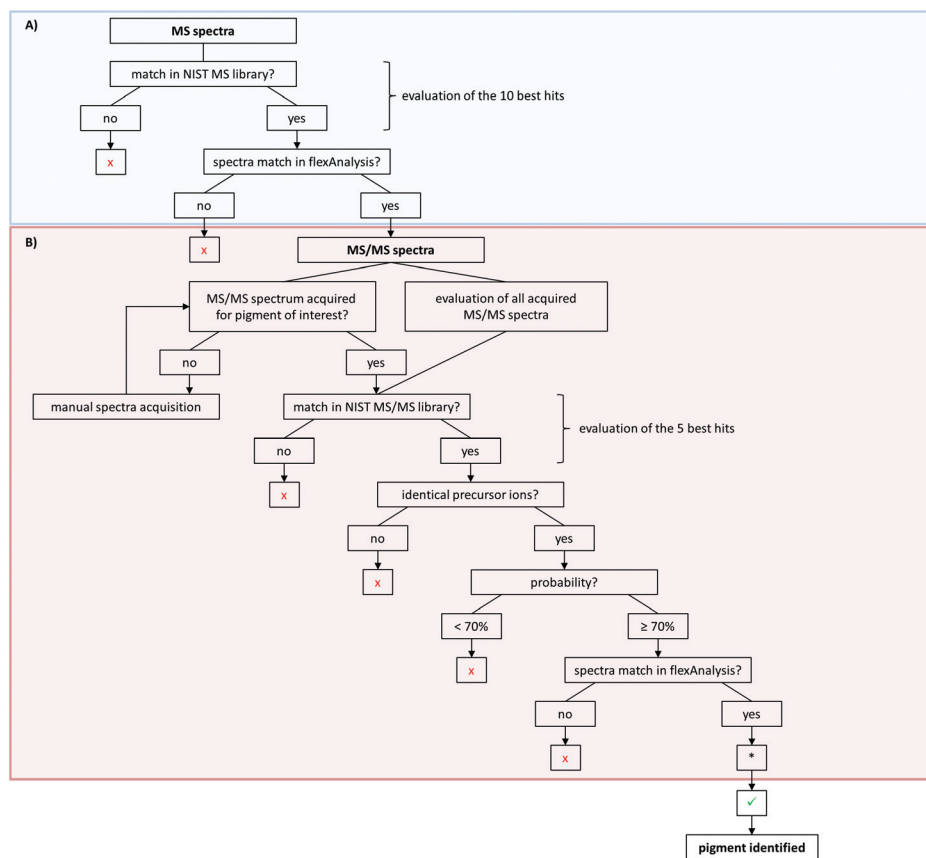 A)
MS spectra
match in NIST MS library?
evaluation of the 10 best hits
no
yes
x
spectra match in flexAnalysis?
no
yes
x
B)
MS/MS spectra
MS/MS spectrum acquired
for pigment of interest?
evaluation of all acquired
MS/MS spectra
no
yes
manual spectra acquisition
match in NIST MS/MS library?
evaluation of the 5 best hits
no
yes
x
identical precursor ions?
no
yes
x
probability?
< 70%
≥ 70%
x
spectra match in flexAnalysis?
no
yes
x
*
✓
pigment identified